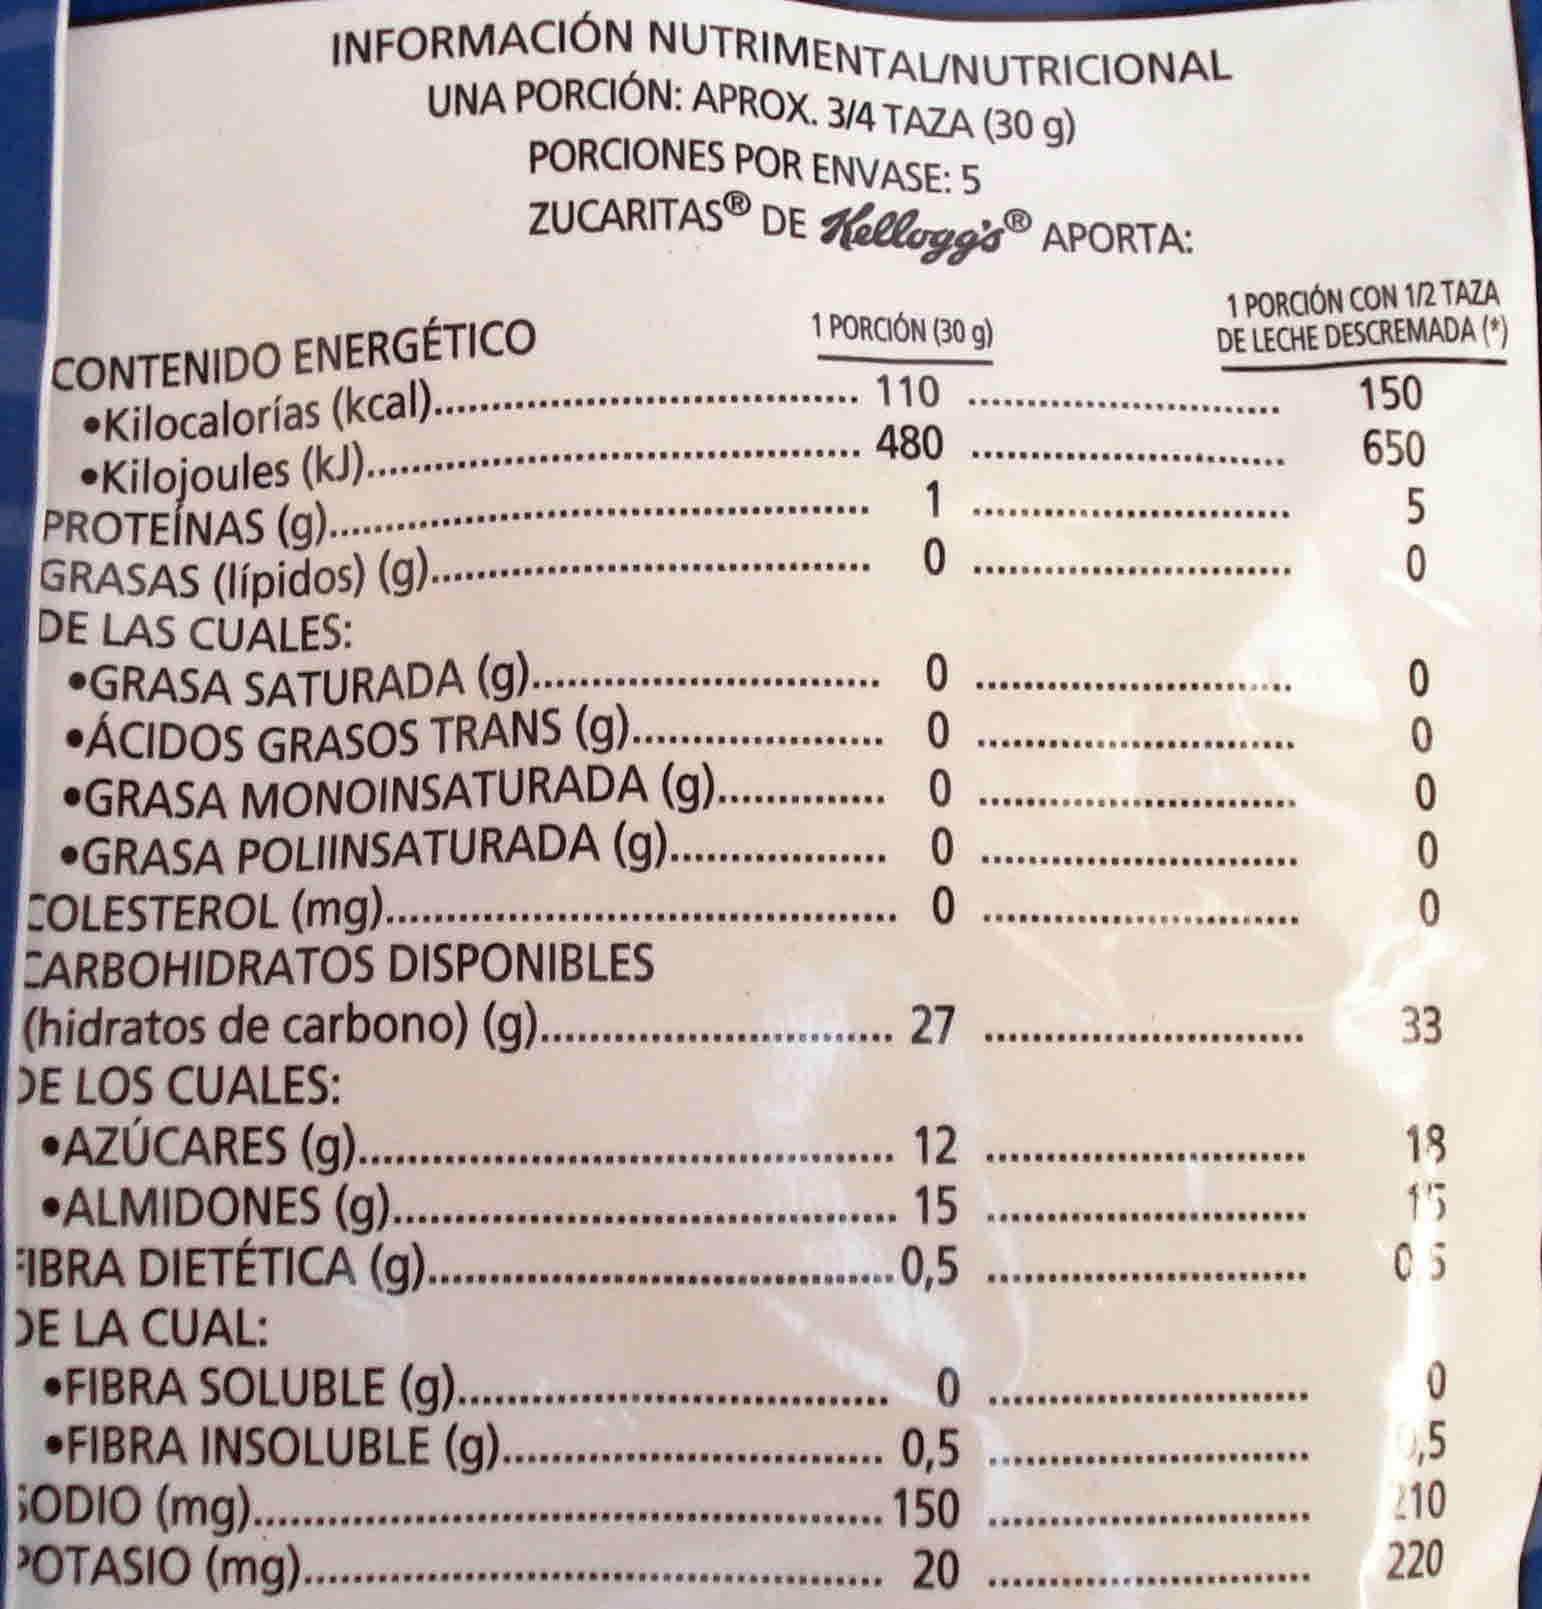 INFORMACIÓN NUTRIMENTAL/NUTRICIONAL
UNA PORCIÓN: APROX. 3/4 TAZA (30 g)
PORCIONES POR ENVASE: 5
ZUCARITAS® DE Kellogg's® APORTA:
1 PORCIÓN (30 g) 1 PORCIÓN CON 1/2 TAZA
DE LECHE DESCREMADA (*)
CONTENIDO ENERGÉTICO
•Kilocalorías (kcal)........ 110 ........ 150
•Kilojoules (kJ)........ 480 ........ 650
PROTEÍNAS (g)........ 1 ........ 5
GRASAS (lípidos) (g)........ 0 ........ 0
DE LAS CUALES:
•GRASA SATURADA (g)........ 0 ........ 0
•ÁCIDOS GRASOS TRANS (g)........ 0 ........ 0
•GRASA MONOINSATURADA (g)........ 0 ........ 0
•GRASA POLIINSATURADA (g)........ 0 ........ 0
COLESTEROL (mg)........ 0 ........ 0
CARBOHIDRATOS DISPONIBLES
(hidratos de carbono) (g)........ 27 ........ 33
DE LOS CUALES:
•AZÚCARES (g)........ 12 ........ 18
•ALMIDONES (g)........ 15 ........ 15
FIBRA DIETÉTICA (g)........ 0,5 ........ 0,5
DE LA CUAL:
•FIBRA SOLUBLE (g)........ 0 ........ 0
•FIBRA INSOLUBLE (g)........ 0,5 ........ 0,5
SODIO (mg)........ 150 ........ 210
POTASIO (mg)........ 20 ........ 220